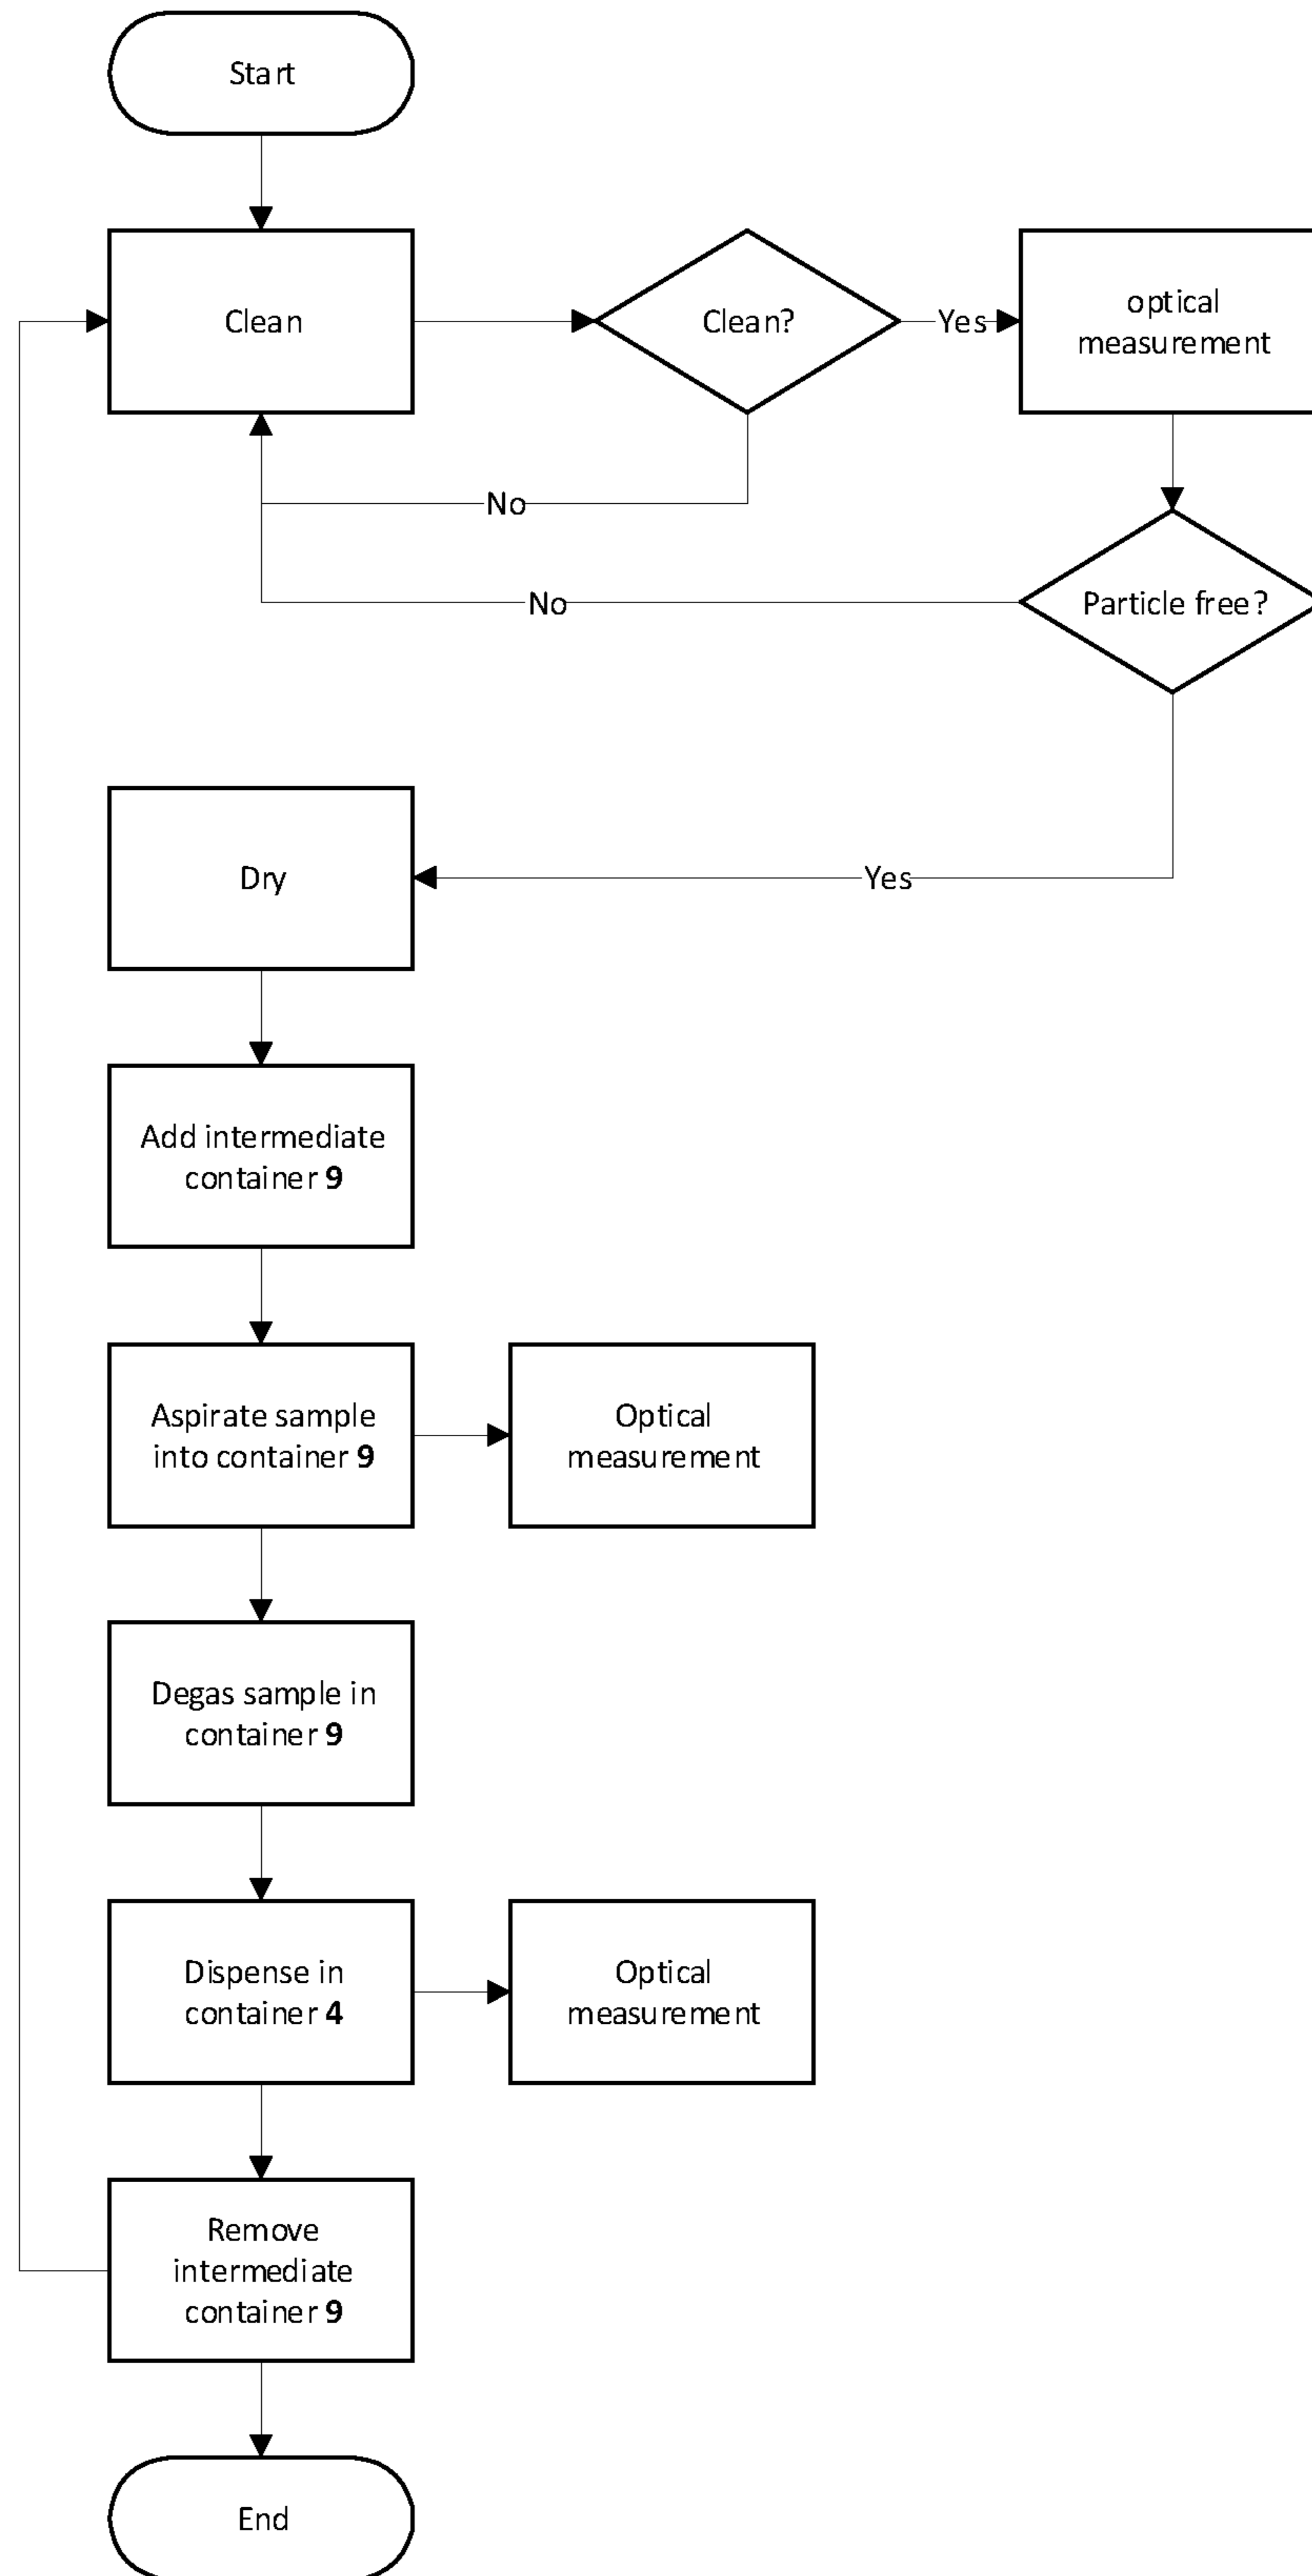 Start
Clean
Clean?
Yes
optical
measurement
No
No
Particle free?
Dry
Yes
Add intermediate
container 9
Aspirate sample
into container 9
Optical
measurement
Degas sample in
container 9
Dispense in
container 4
Optical
measurement
Remove
intermediate
container 9
End